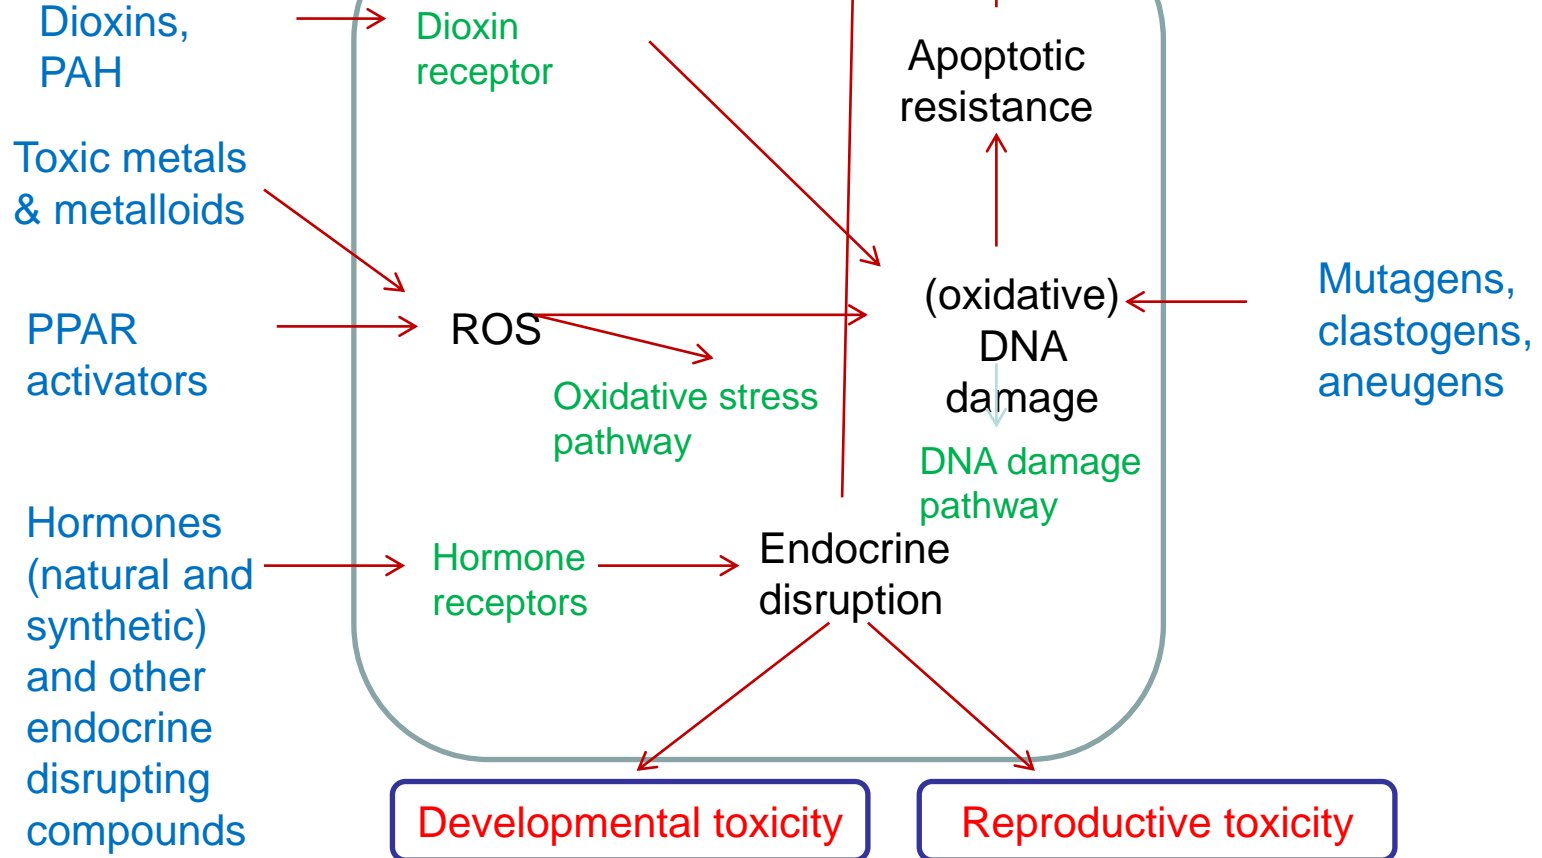 Dioxins,
PAH
Dioxin
receptor
Apoptotic
resistance
Toxic metals
& metalloids
(oxidative)
DNA
damage
Mutagens,
clastogens,
aneugens
PPAR
activators
ROS
Oxidative stress
pathway
DNA damage
pathway
Hormones
(natural and
synthetic)
and other
endocrine
disrupting
compounds
Hormone
receptors
Endocrine
disruption
Developmental toxicity
Reproductive toxicity